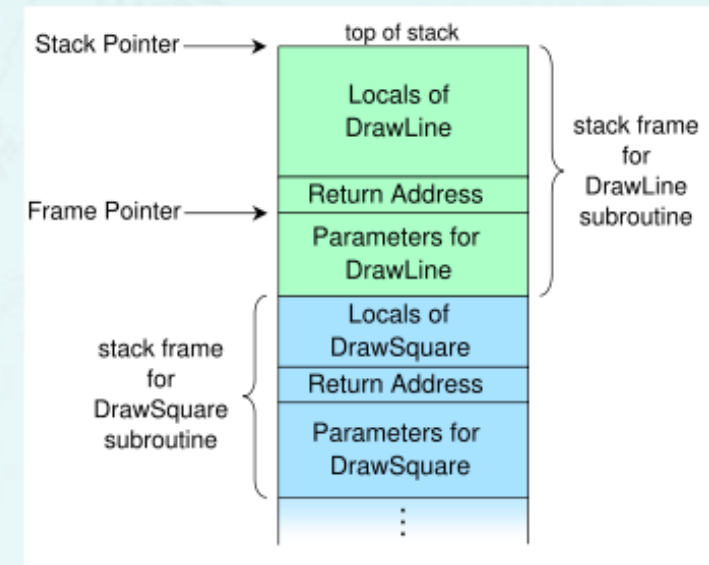 top of stack
Stack Pointer
Locals of
DrawLine
stack frame
for
DrawLine
subroutine
Return Address
Frame Pointer
Parameters for
DrawLine
Locals of
DrawSquare
stack frame
for
DrawSquare
subroutine
Return Address
Parameters for
DrawSquare
⋮